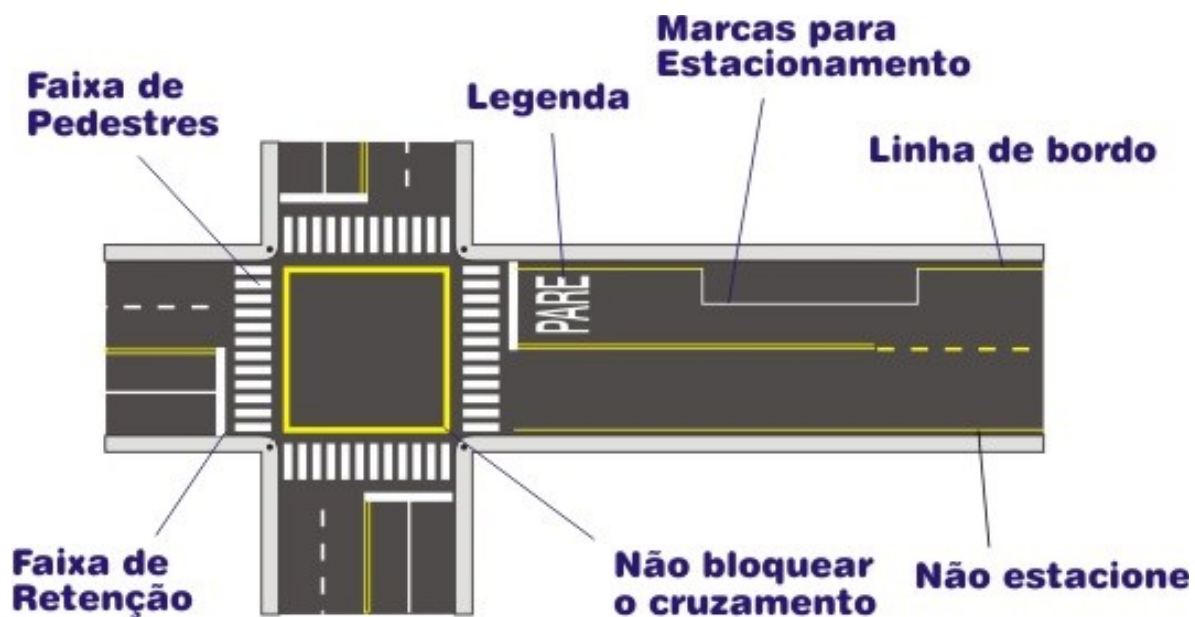 Marcas para
Estacionamento
Faixa de
Pedestres
Legenda
Linha de bordo
PARE
Faixa de
Retenção
Não bloquear
o cruzamento
Não estacione